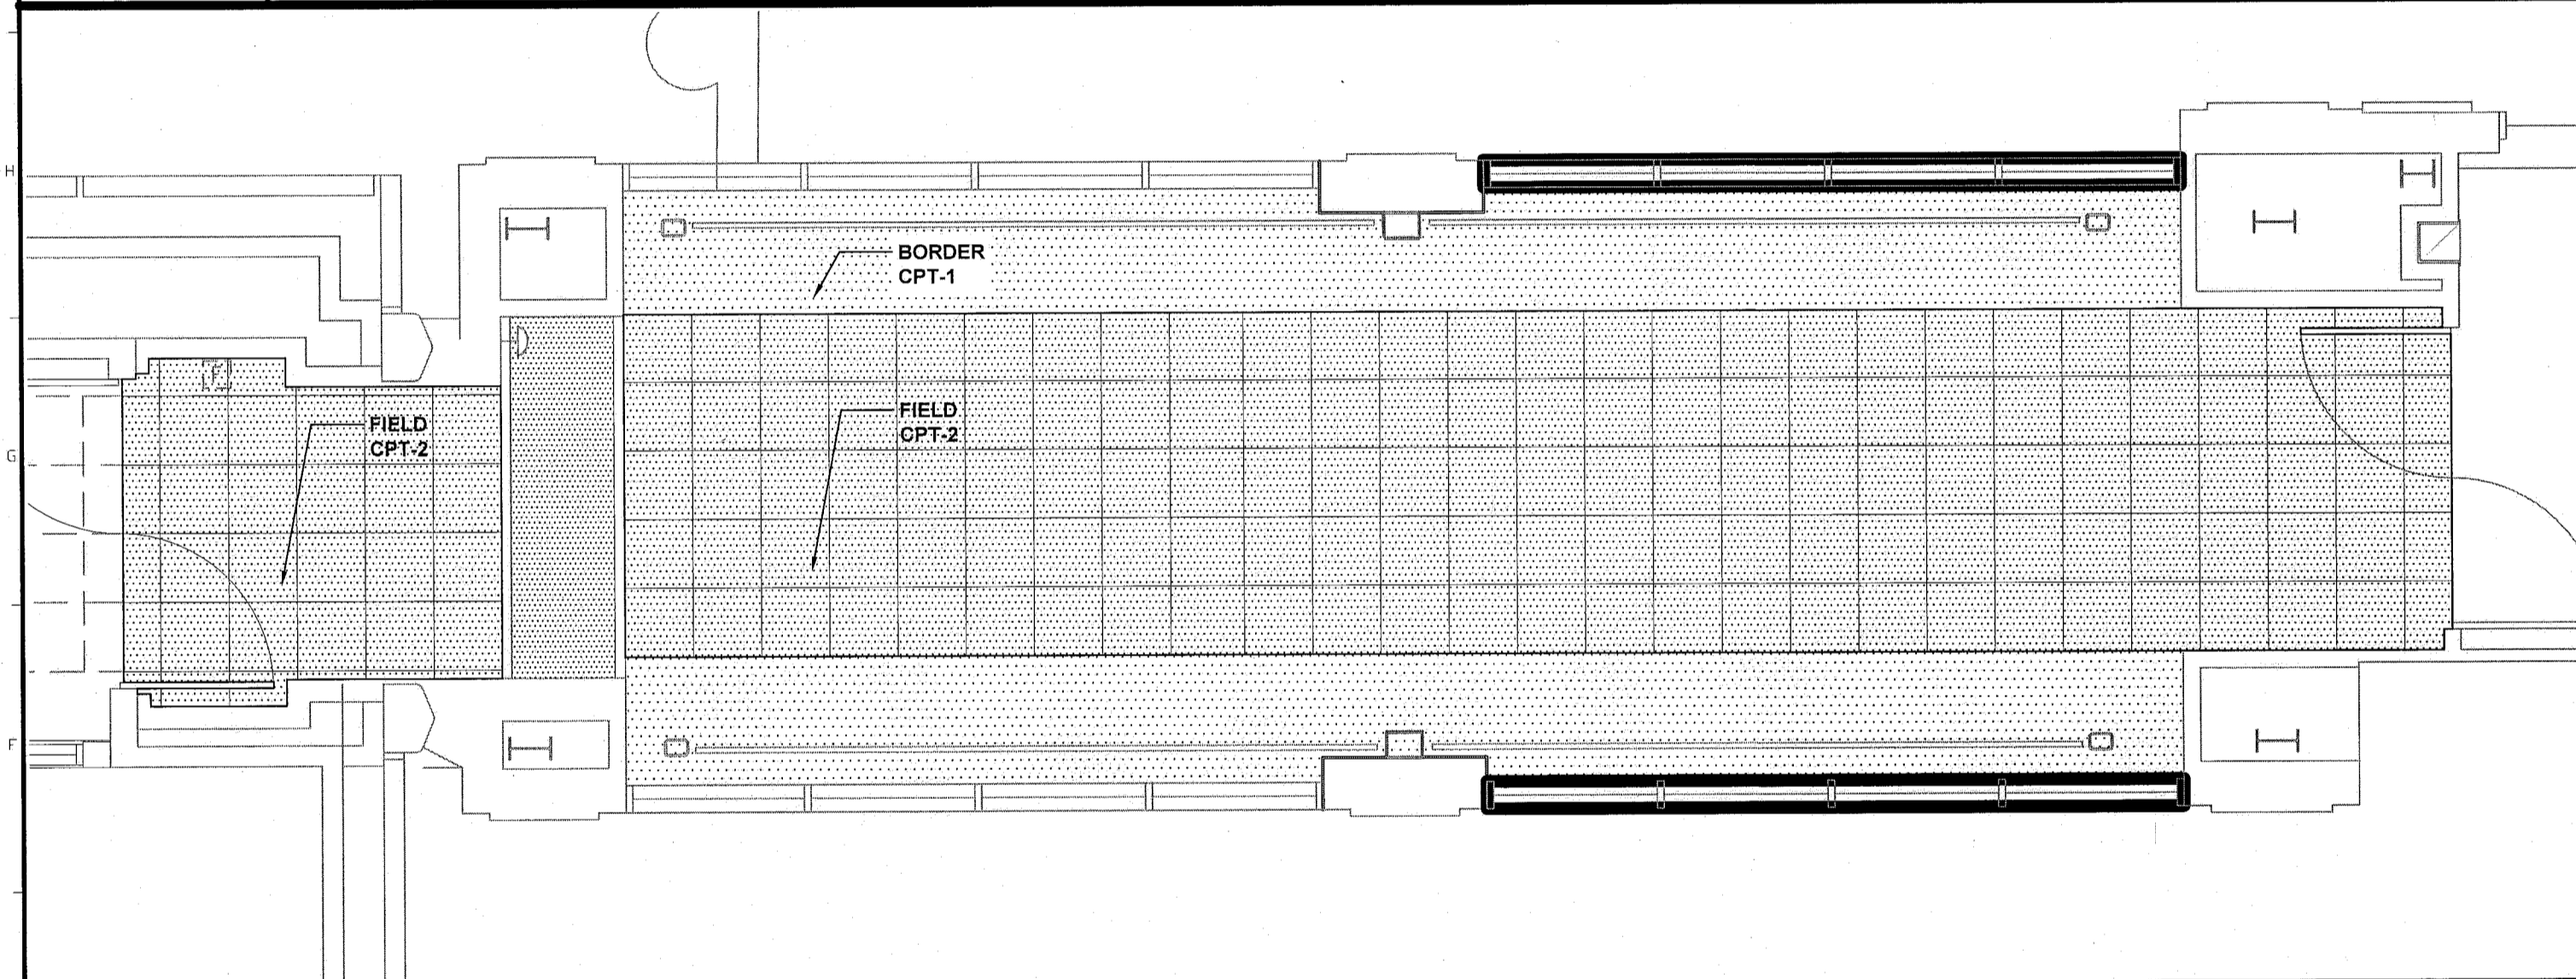 H
BORDER
CPT-1
F
FIELD
CPT-2
FIELD
CPT-2
G
F